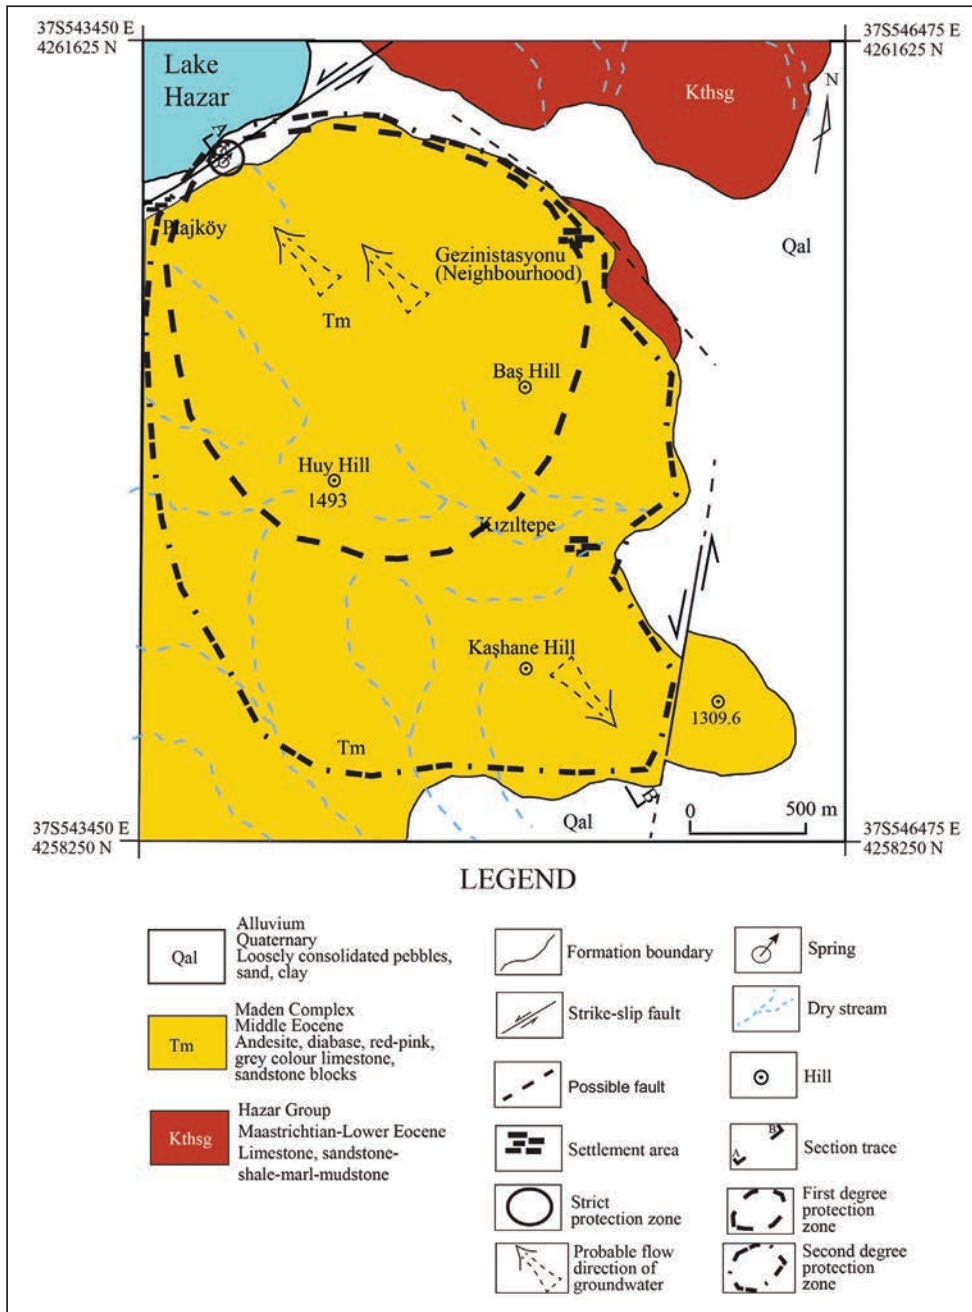 37S543450 E
4261625 N
37S546475 E
4261625 N
Lake
Hazar
Kthsg
N
A
Plajköy
Gezinistasyonu
(Neighbourhood)
Qal
Tm
Baş Hill
Huy Hill
1493
Kızıltepe
Kaşhane Hill
1309.6
Tm
B
Qal
0 500 m
37S543450 E
4258250 N
37S546475 E
4258250 N
LEGEND
Qal
Alluvium
Quaternary
Loosely consolidated pebbles,
sand, clay
Tm
Maden Complex
Middle Eocene
Andesite, diabase, red-pink,
grey colour limestone,
sandstone blocks
Kthsg
Hazar Group
Maastrichtian-Lower Eocene
Limestone, sandstone-
shale-marl-mudstone
Formation boundary
Strike-slip fault
Possible fault
Settlement area
Strict
protection zone
Probable flow
direction of
groundwater
Spring
Dry stream
Hill
A
B
Section trace
First degree
protection
zone
Second degree
protection
zone